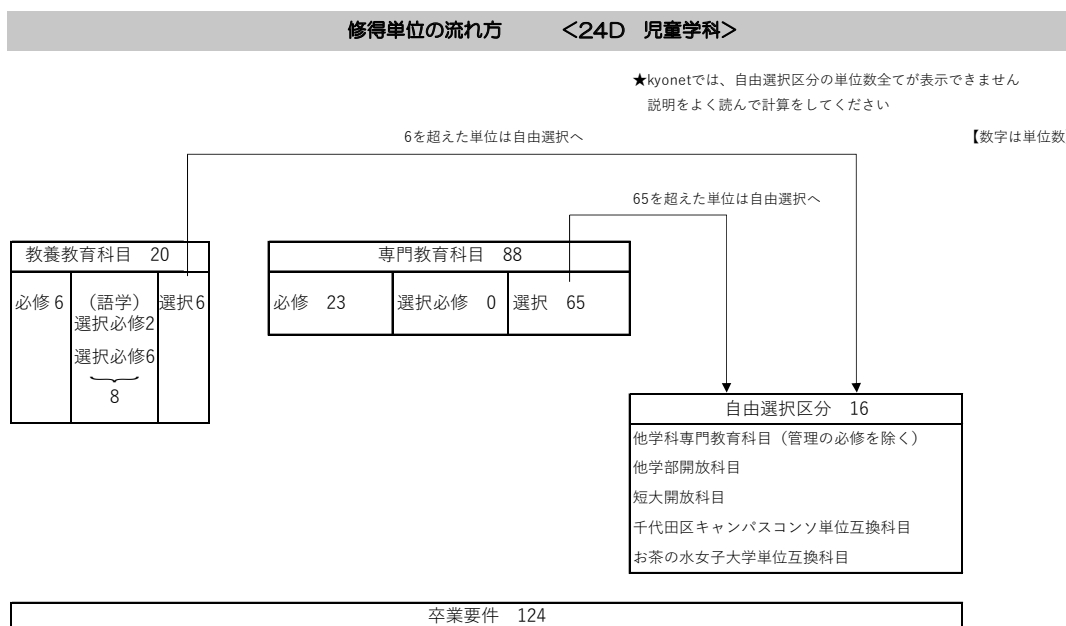 修得単位の流れ方　　＜24D　児童学科＞
★kyonetでは、自由選択区分の単位数全てが表示できません
説明をよく読んで計算をしてください
6を超えた単位は自由選択へ
【数字は単位数
65を超えた単位は自由選択へ
教養教育科目　20
必修 6
（語学）
選択必修2
選択必修6
8
選択6
専門教育科目　88
必修　23
選択必修　0
選択　65
自由選択区分　16
他学科専門教育科目（管理の必修を除く）
他学部開放科目
短大開放科目
千代田区キャンパスコンソ単位互換科目
お茶の水女子大学単位互換科目
卒業要件　124